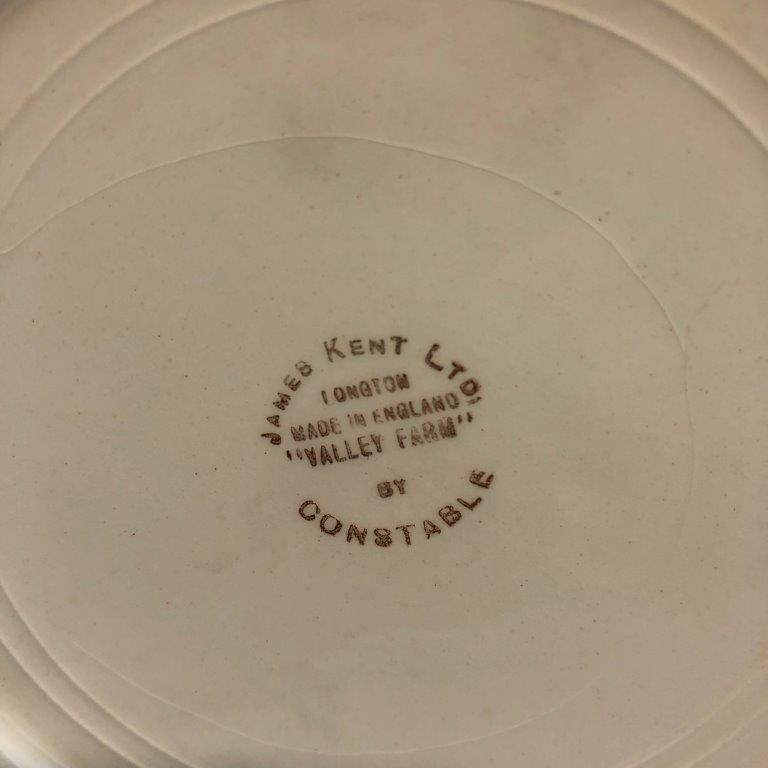 JAMES KENT LTD
LONGTON
MADE IN ENGLAND
"VALLEY FARM"
BY
CONSTABLE